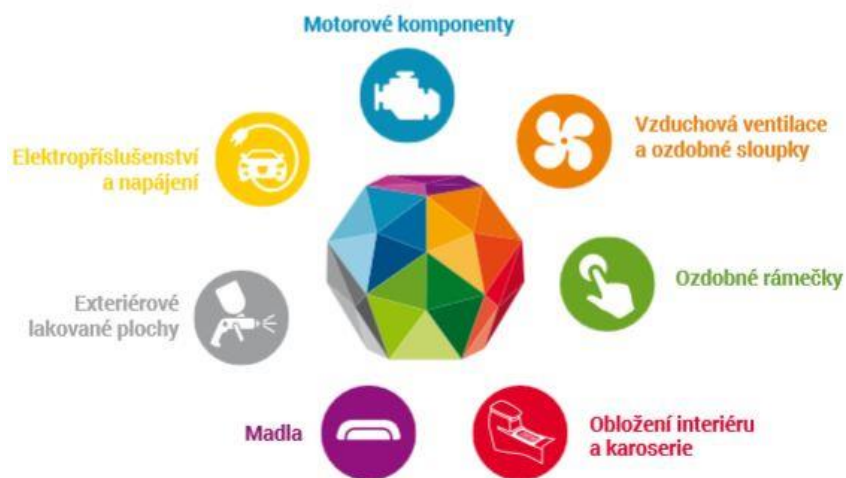 Motorové komponenty
Vzduchová ventilace
a ozdobné sloupky
Elektropříslušenství
a napájení
Ozdobné rámečky
Exteriérové
lakované plochy
Madla
Obložení interiéru
a karoserie